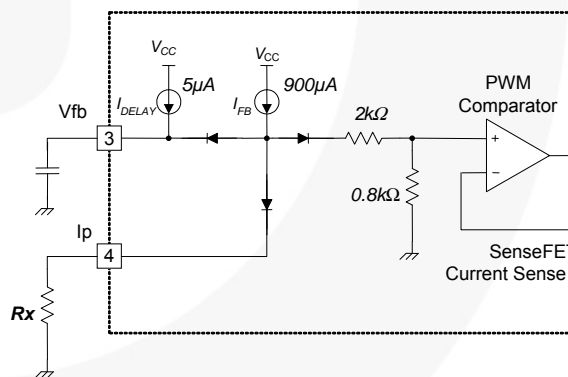 VCC
VCC
5µA
900µA
IDELAY
IFB
Vfb
3
2kΩ
PWM
Comparator
+
−
0.8kΩ
Ip
4
Rx
SenseFET
Current Sense